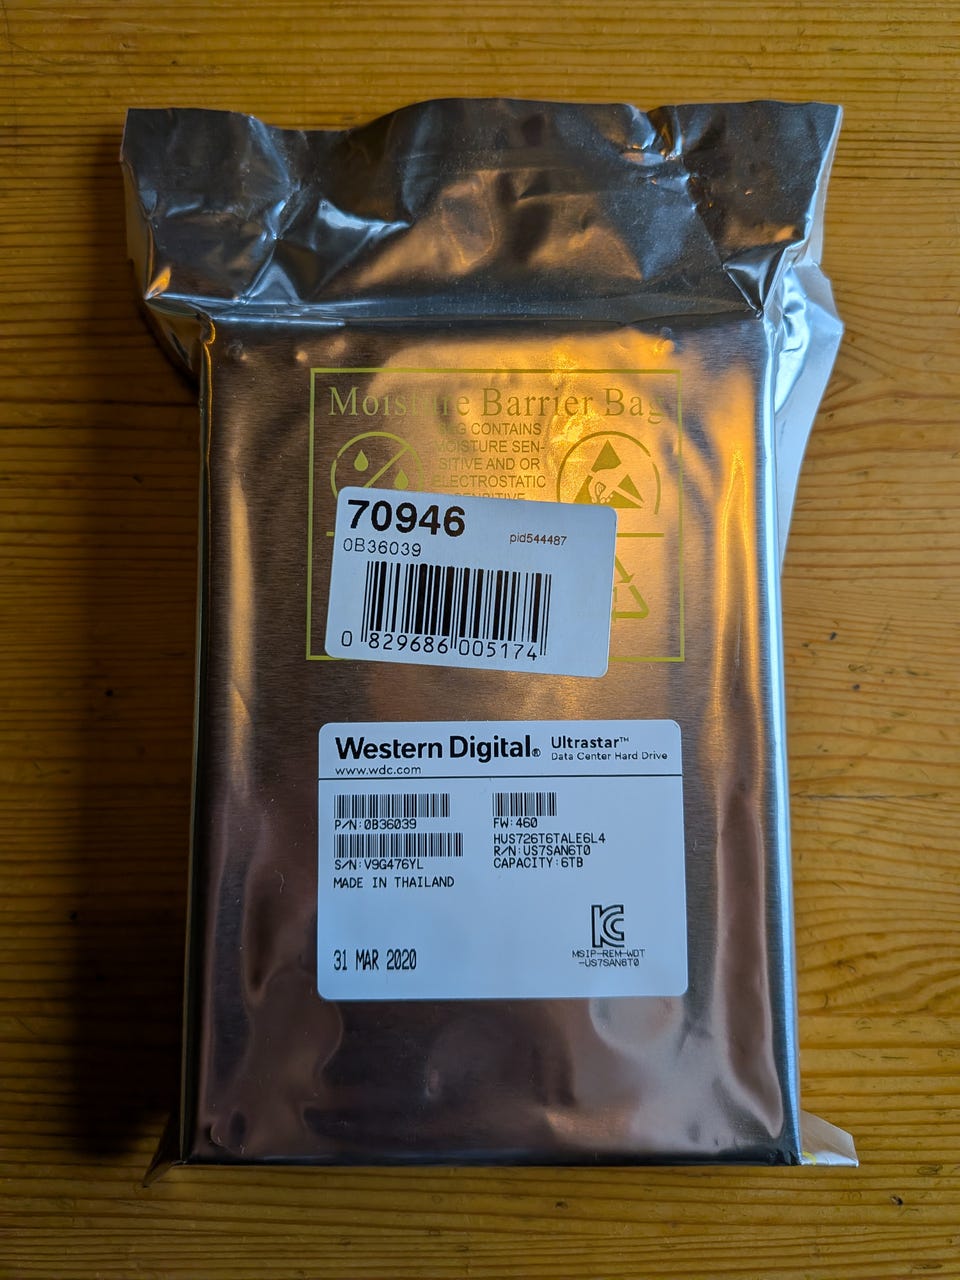 Moisture Barrier Bag
BAG CONTAINS
MOISTURE SEN-
SITIVE AND OR
ELECTROSTATIC
SENSITIVE
70946
pid544487
0B36039
0 829686 005174
Western Digital® Ultrastar™
www.wdc.com Data Center Hard Drive
P/N:0B36039
FW:460
HUS726T6TALE6L4
R/N:US7SAN6T0
S/N:V9G476YL
CAPACITY:6TB
MADE IN THAILAND
31 MAR 2020
MSIP-REM-WDT
-US7SAN6T0